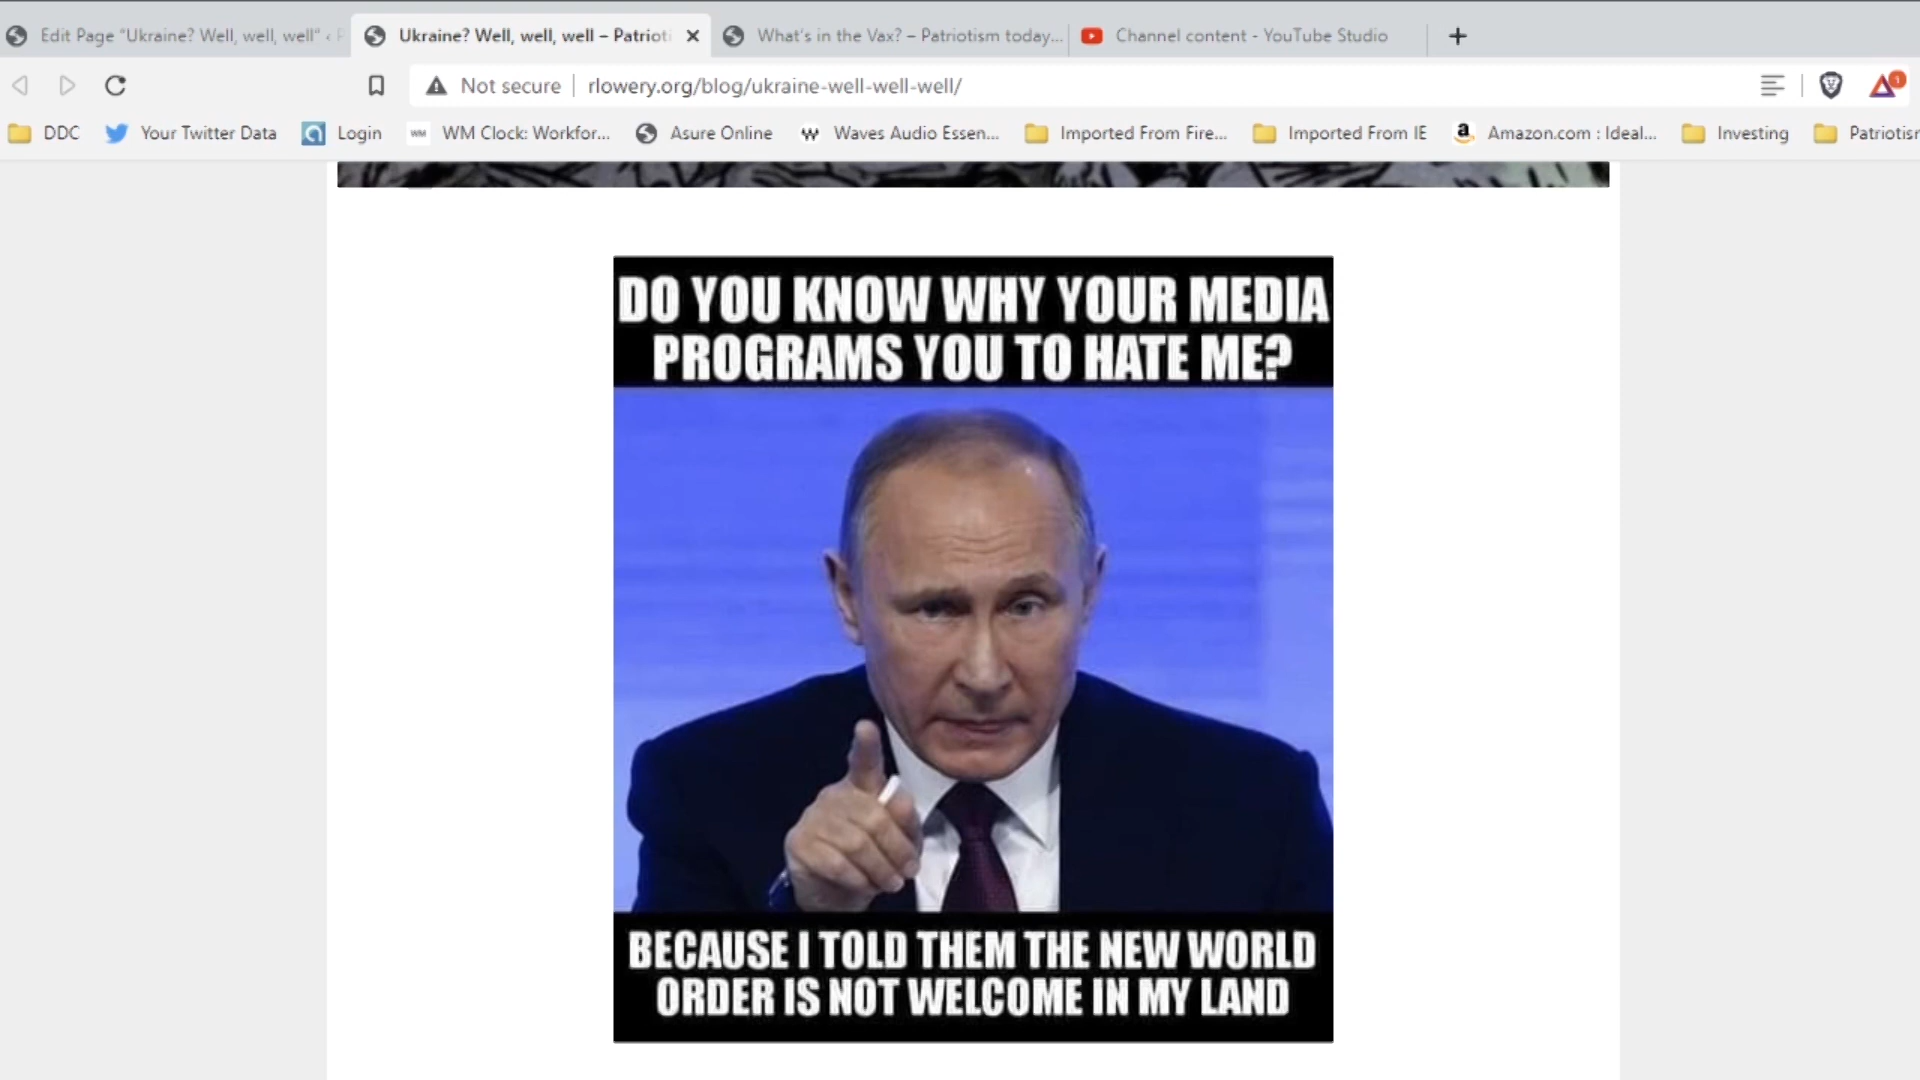 Edit Page "Ukraine? Well, well, well" ‹
Ukraine? Well, well, well – Patrioti
What's in the Vax? – Patriotism today...
Channel content - YouTube Studio
Not secure
rlowery.org/blog/ukraine-well-well-well/
1
DDC
Your Twitter Data
Login
WM
WM Clock: Workfor...
Asure Online
Waves Audio Essen...
Imported From Fire...
Imported From IE
Amazon.com : Ideal...
Investing
Patriotisr
DO YOU KNOW WHY YOUR MEDIA
PROGRAMS YOU TO HATE ME?
BECAUSE I TOLD THEM THE NEW WORLD
ORDER IS NOT WELCOME IN MY LAND